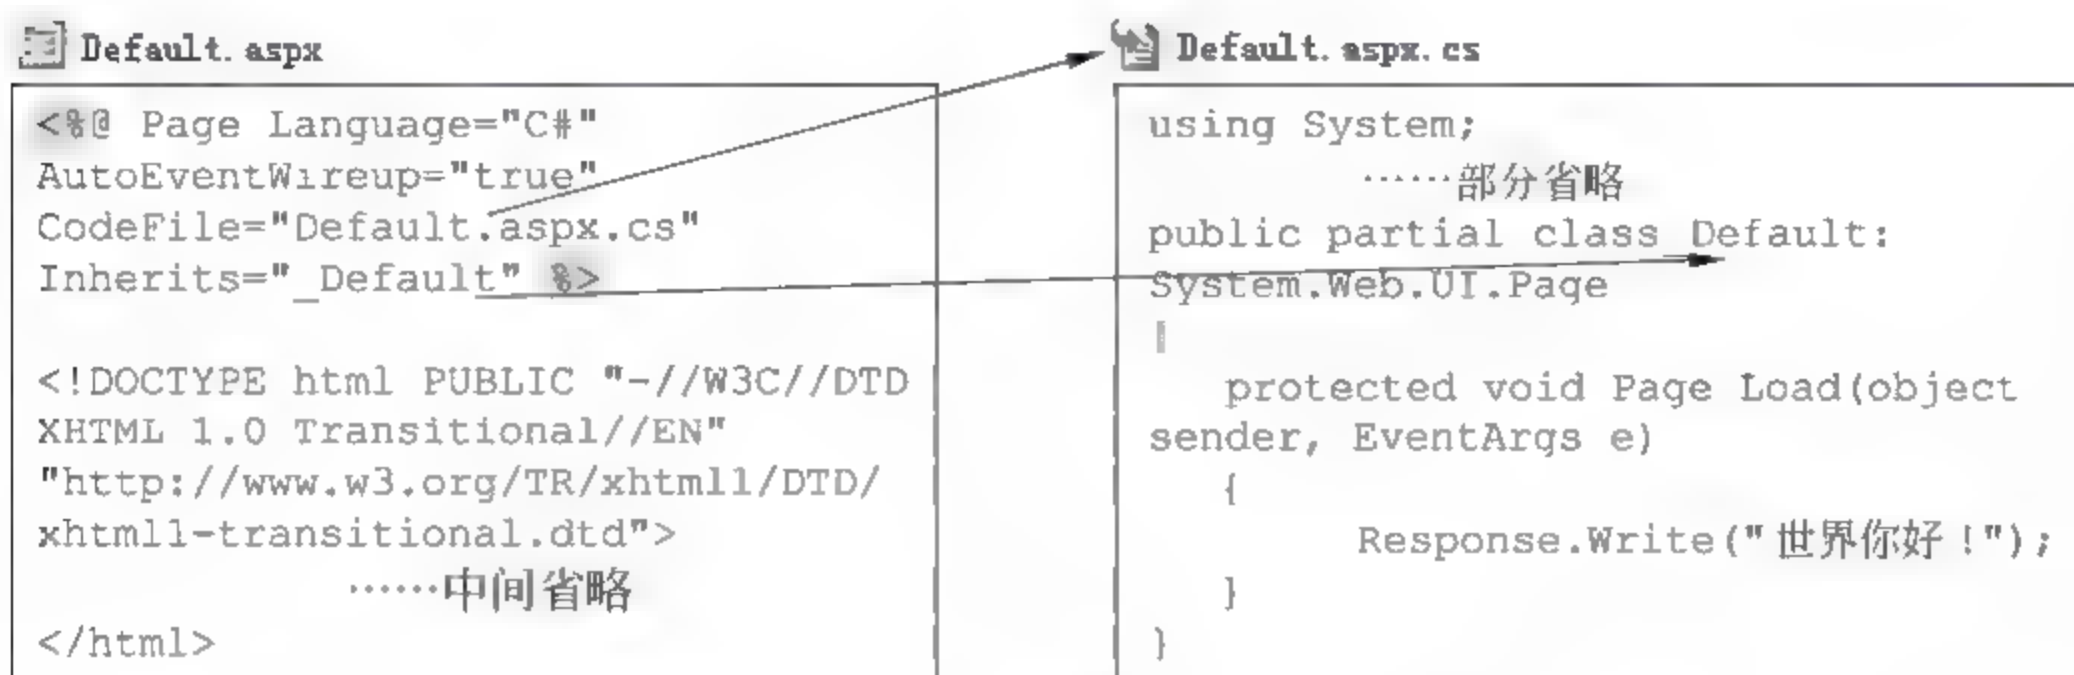 Default.aspx
<%@ Page Language="C#"
AutoEventWireup="true"
CodeFile="Default.aspx.cs"
Inherits="_Default" %>
<!DOCTYPE html PUBLIC "-//W3C//DTD
XHTML 1.0 Transitional//EN"
"http://www.w3.org/TR/xhtml1/DTD/
xhtml1-transitional.dtd">
……中间省略
</html>
Default.aspx.cs
using System;
……部分省略
public partial class _Default:
System.Web.UI.Page
{
protected void Page Load(object
sender, EventArgs e)
{
Response.Write("世界你好!");
}
}